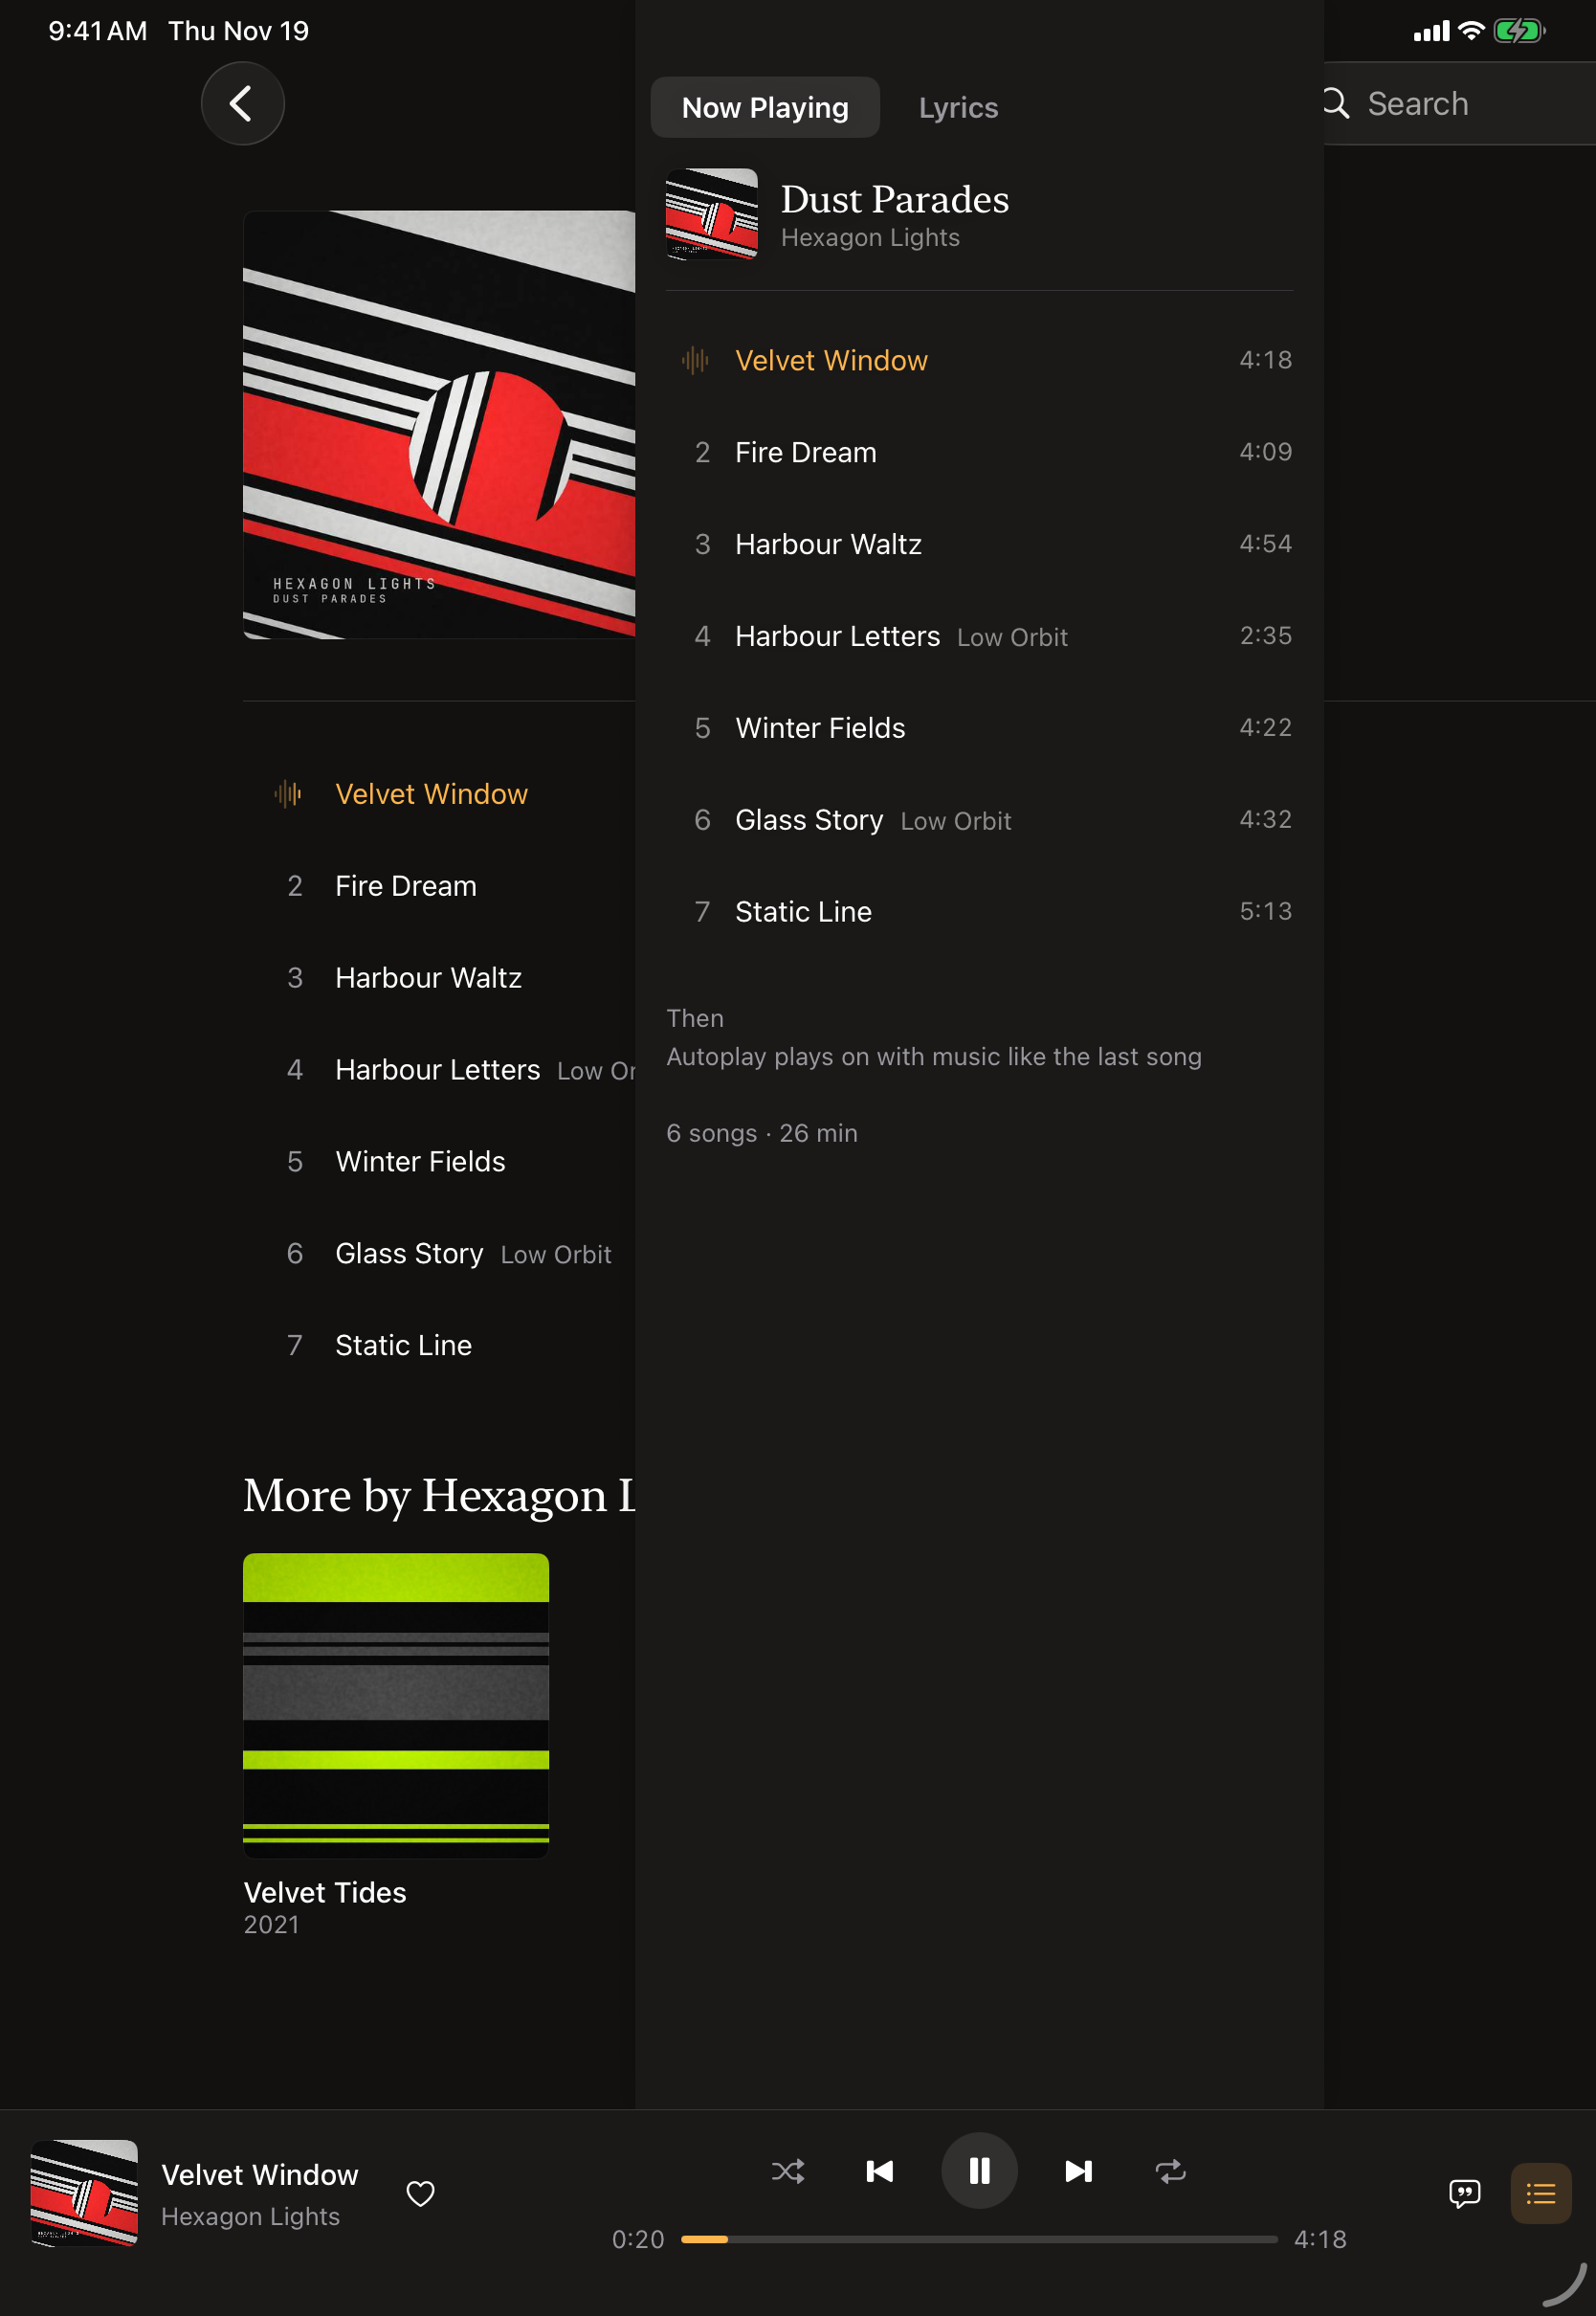 9:41 AM Thu Nov 19
Search
Now Playing Lyrics
Dust Parades
Hexagon Lights
Velvet Window 4:18
2 Fire Dream 4:09
3 Harbour Waltz 4:54
4 Harbour Letters Low Orbit 2:35
5 Winter Fields 4:22
6 Glass Story Low Orbit 4:32
7 Static Line 5:13
Then
Autoplay plays on with music like the last song
6 songs · 26 min
HEXAGON LIGHTS
DUST PARADES
Velvet Window
2 Fire Dream
3 Harbour Waltz
4 Harbour Letters Low Or
5 Winter Fields
6 Glass Story Low Orbit
7 Static Line
More by Hexagon L
Velvet Tides
2021
Velvet Window
Hexagon Lights
0:20 4:18